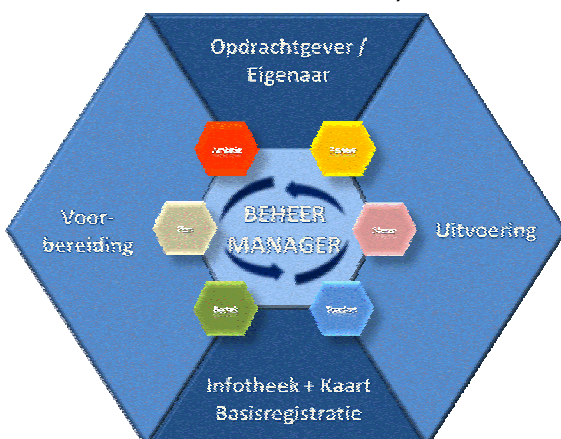 Opdrachtgever /
Eigenaar
Voor-
bereiding
BEHEER
MANAGER
Uitvoering
Infotheek + Kaart
Basisregistratie